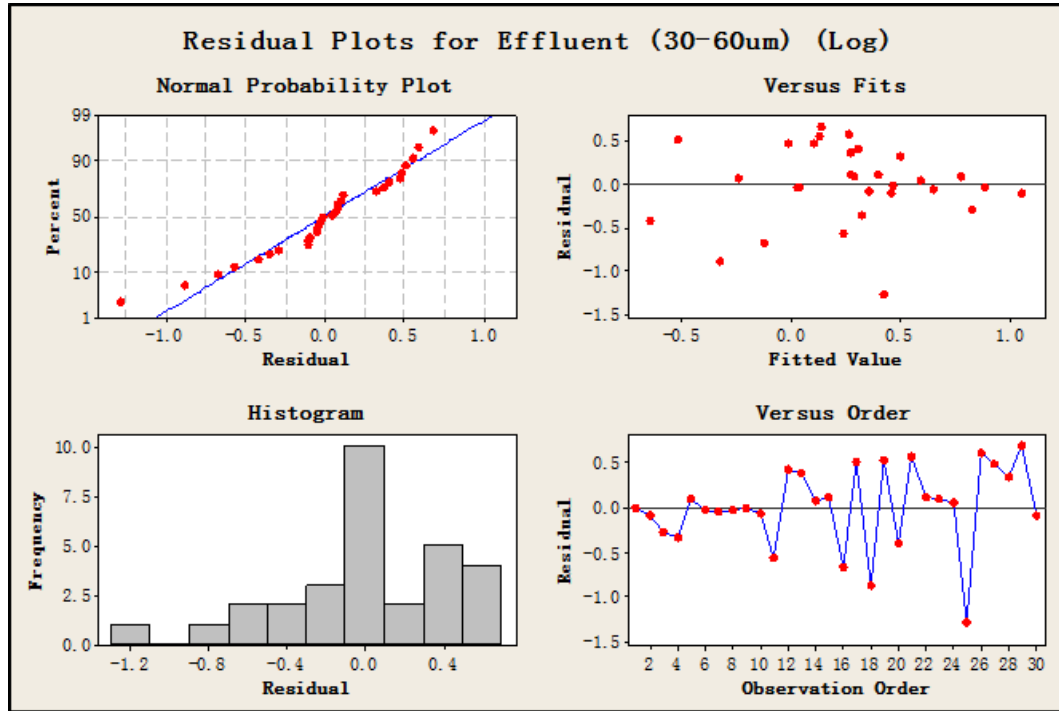 Residual Plots for Effluent (30-60um) (Log)
Normal Probability Plot
99
90
50
10
1
Percent
-1.0 -0.5 0.0 0.5 1.0
Residual
Versus Fits
0.5
0.0
-0.5
-1.0
-1.5
Residual
-0.5 0.0 0.5 1.0
Fitted Value
Histogram
10.0
7.5
5.0
2.5
0.0
Frequency
-1.2 -0.8 -0.4 0.0 0.4
Residual
Versus Order
0.5
0.0
-0.5
-1.0
-1.5
Residual
2 4 6 8 10 12 14 16 18 20 22 24 26 28 30
Observation Order